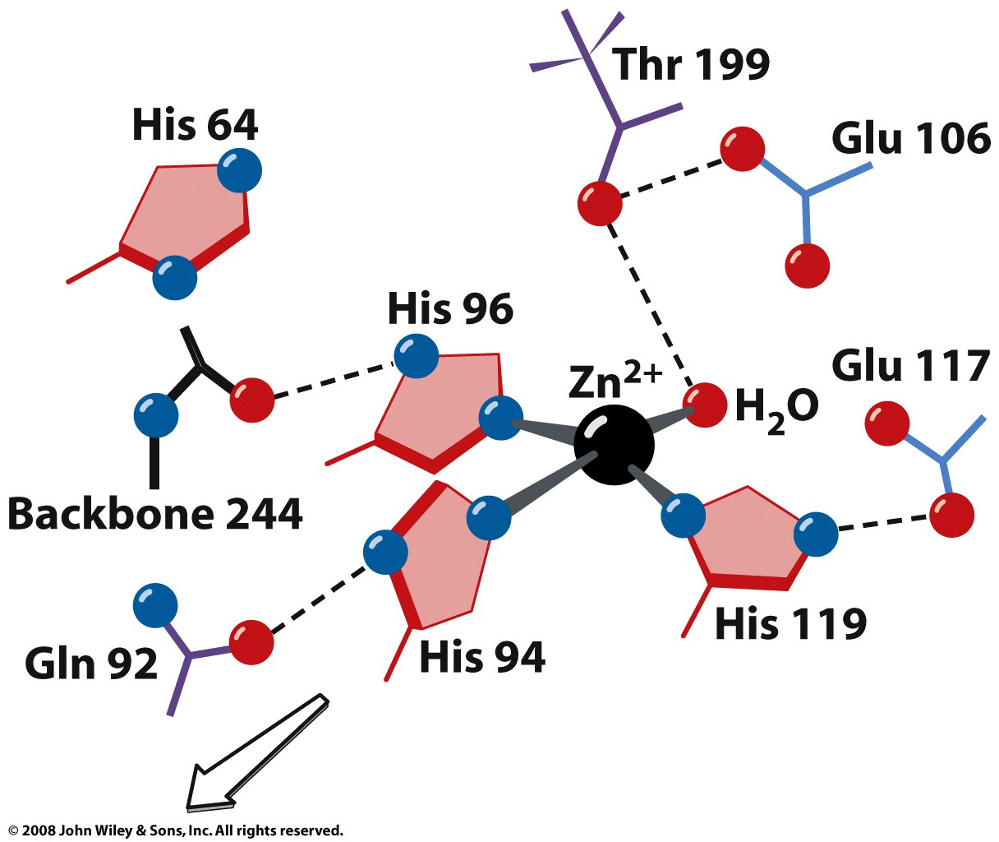 Thr 199
His 64
Glu 106
His 96
Glu 117
Zn²⁺
H₂O
Backbone 244
His 119
His 94
Gln 92
© 2008 John Wiley & Sons, Inc. All rights reserved.